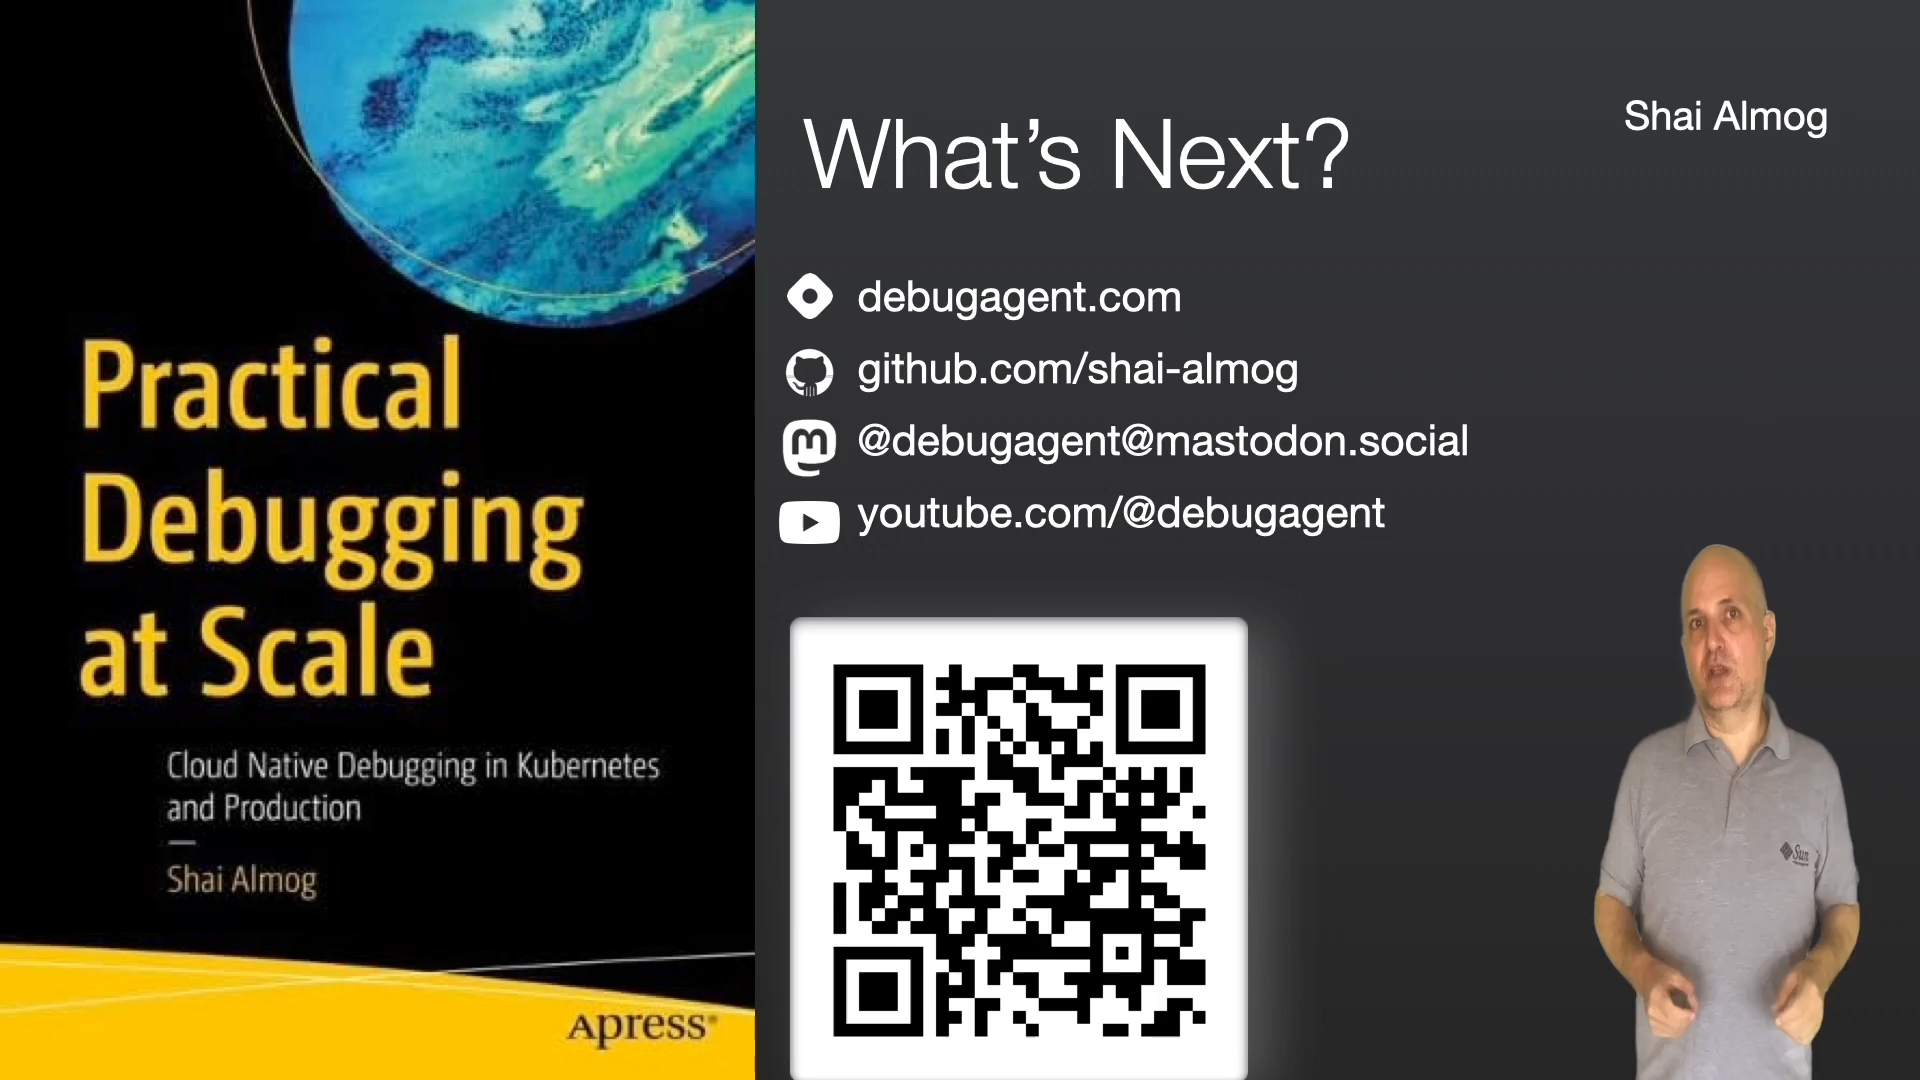 Practical
Debugging
at Scale
Cloud Native Debugging in Kubernetes
and Production
Shai Almog
Apress®
What's Next?
Shai Almog
debugagent.com
github.com/shai-almog
@debugagent@mastodon.social
youtube.com/@debugagent
Sun